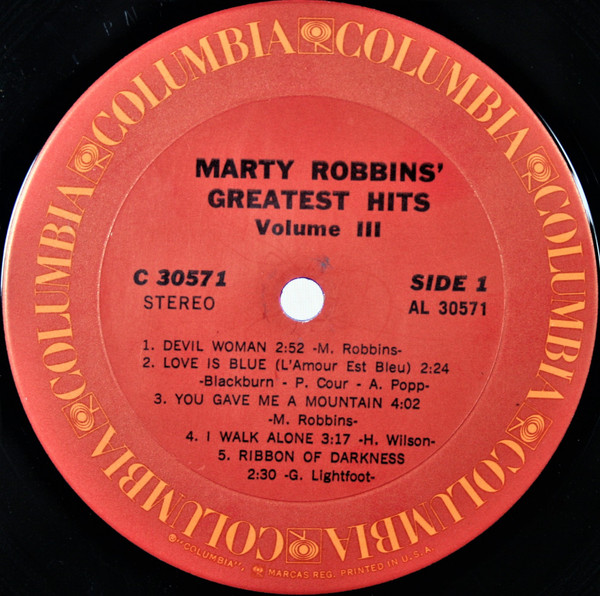 COLUMBIA COLUMBIA COLUMBIA COLUMBIA COLUMBIA COLUMBIA
MARTY ROBBINS'
GREATEST HITS
Volume III
C 30571 SIDE 1
STEREO AL 30571
1. DEVIL WOMAN 2:52 -M. Robbins-
2. LOVE IS BLUE (L'Amour Est Bleu) 2:24
-Blackburn - P. Cour - A. Popp-
3. YOU GAVE ME A MOUNTAIN 4:02
-M. Robbins-
4. I WALK ALONE 3:17 -H. Wilson-
5. RIBBON OF DARKNESS
2:30 -G. Lightfoot-
®"COLUMBIA", MARCAS REG. PRINTED IN U.S.A.